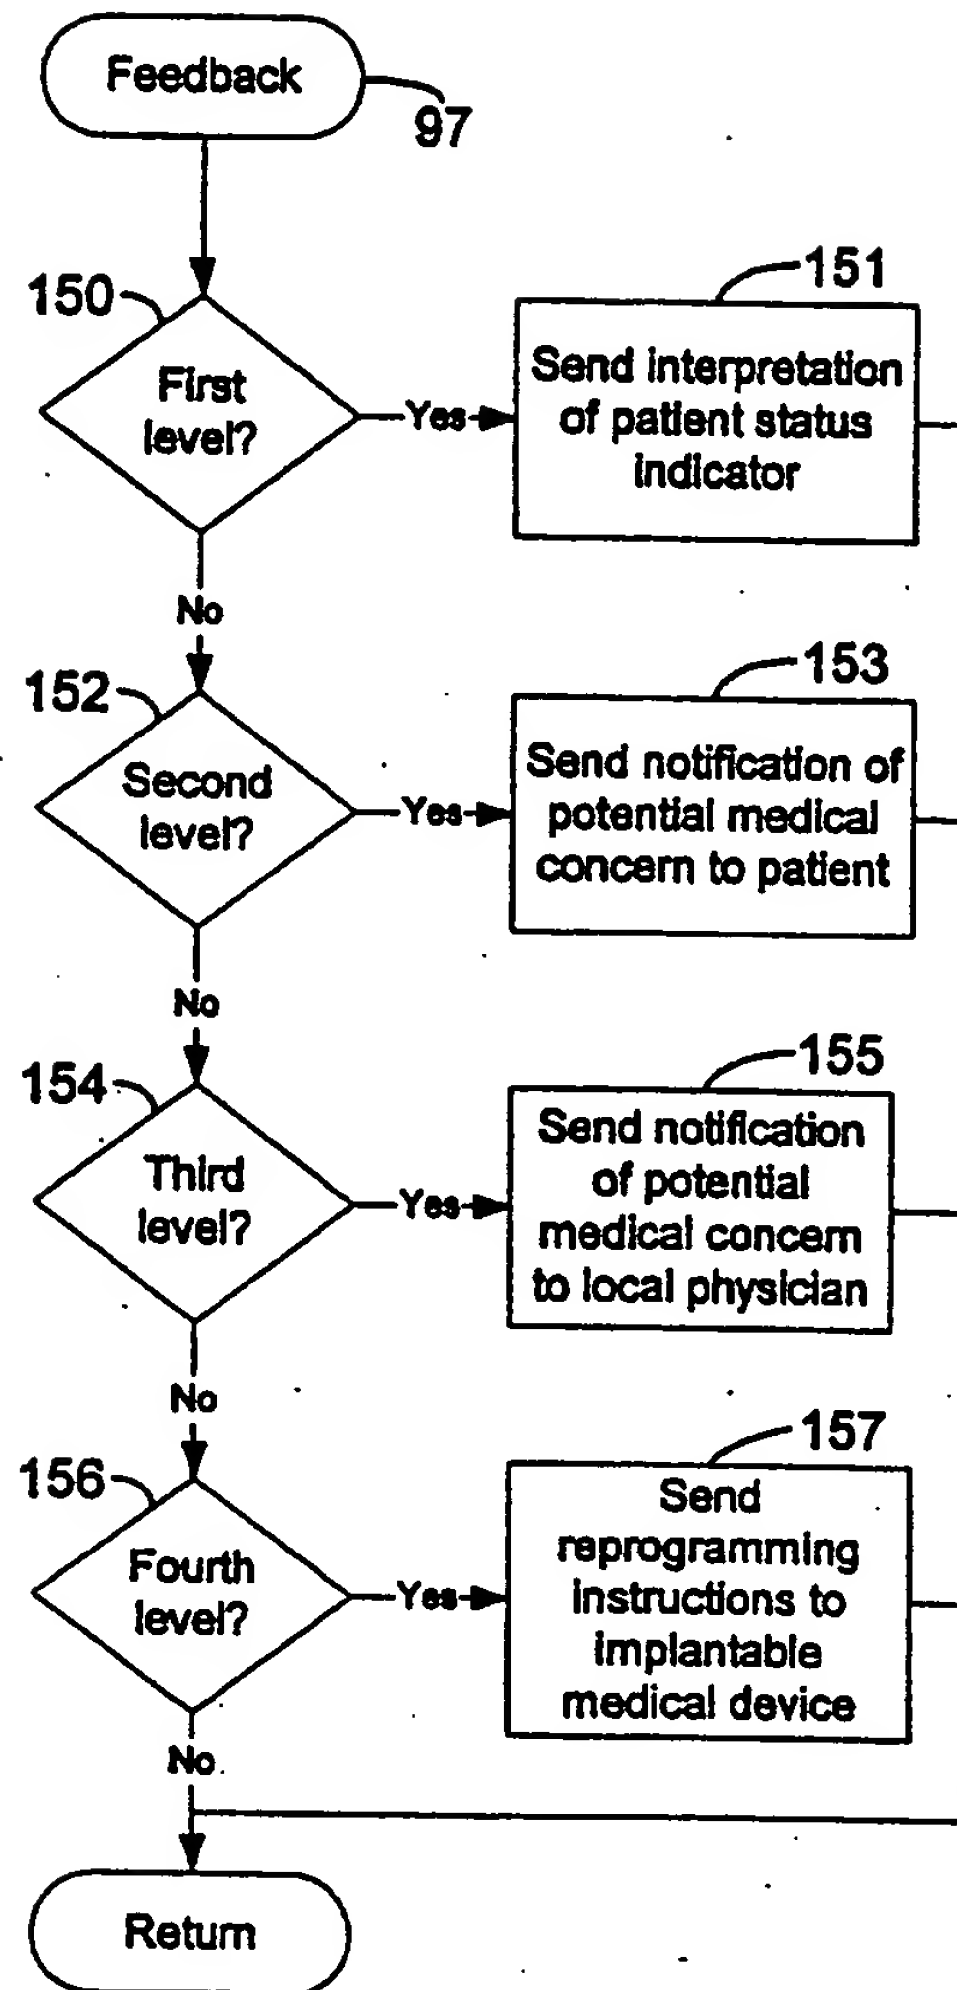 Feedback
97
150
151
First
level?
Yes
Send interpretation
of patient status
indicator
No
152
153
Second
level?
Yes
Send notification of
potential medical
concern to patient
No
154
155
Third
level?
Yes
Send notification
of potential
medical concern
to local physician
No
156
157
Fourth
level?
Yes
Send
reprogramming
instructions to
implantable
medical device
No
Return